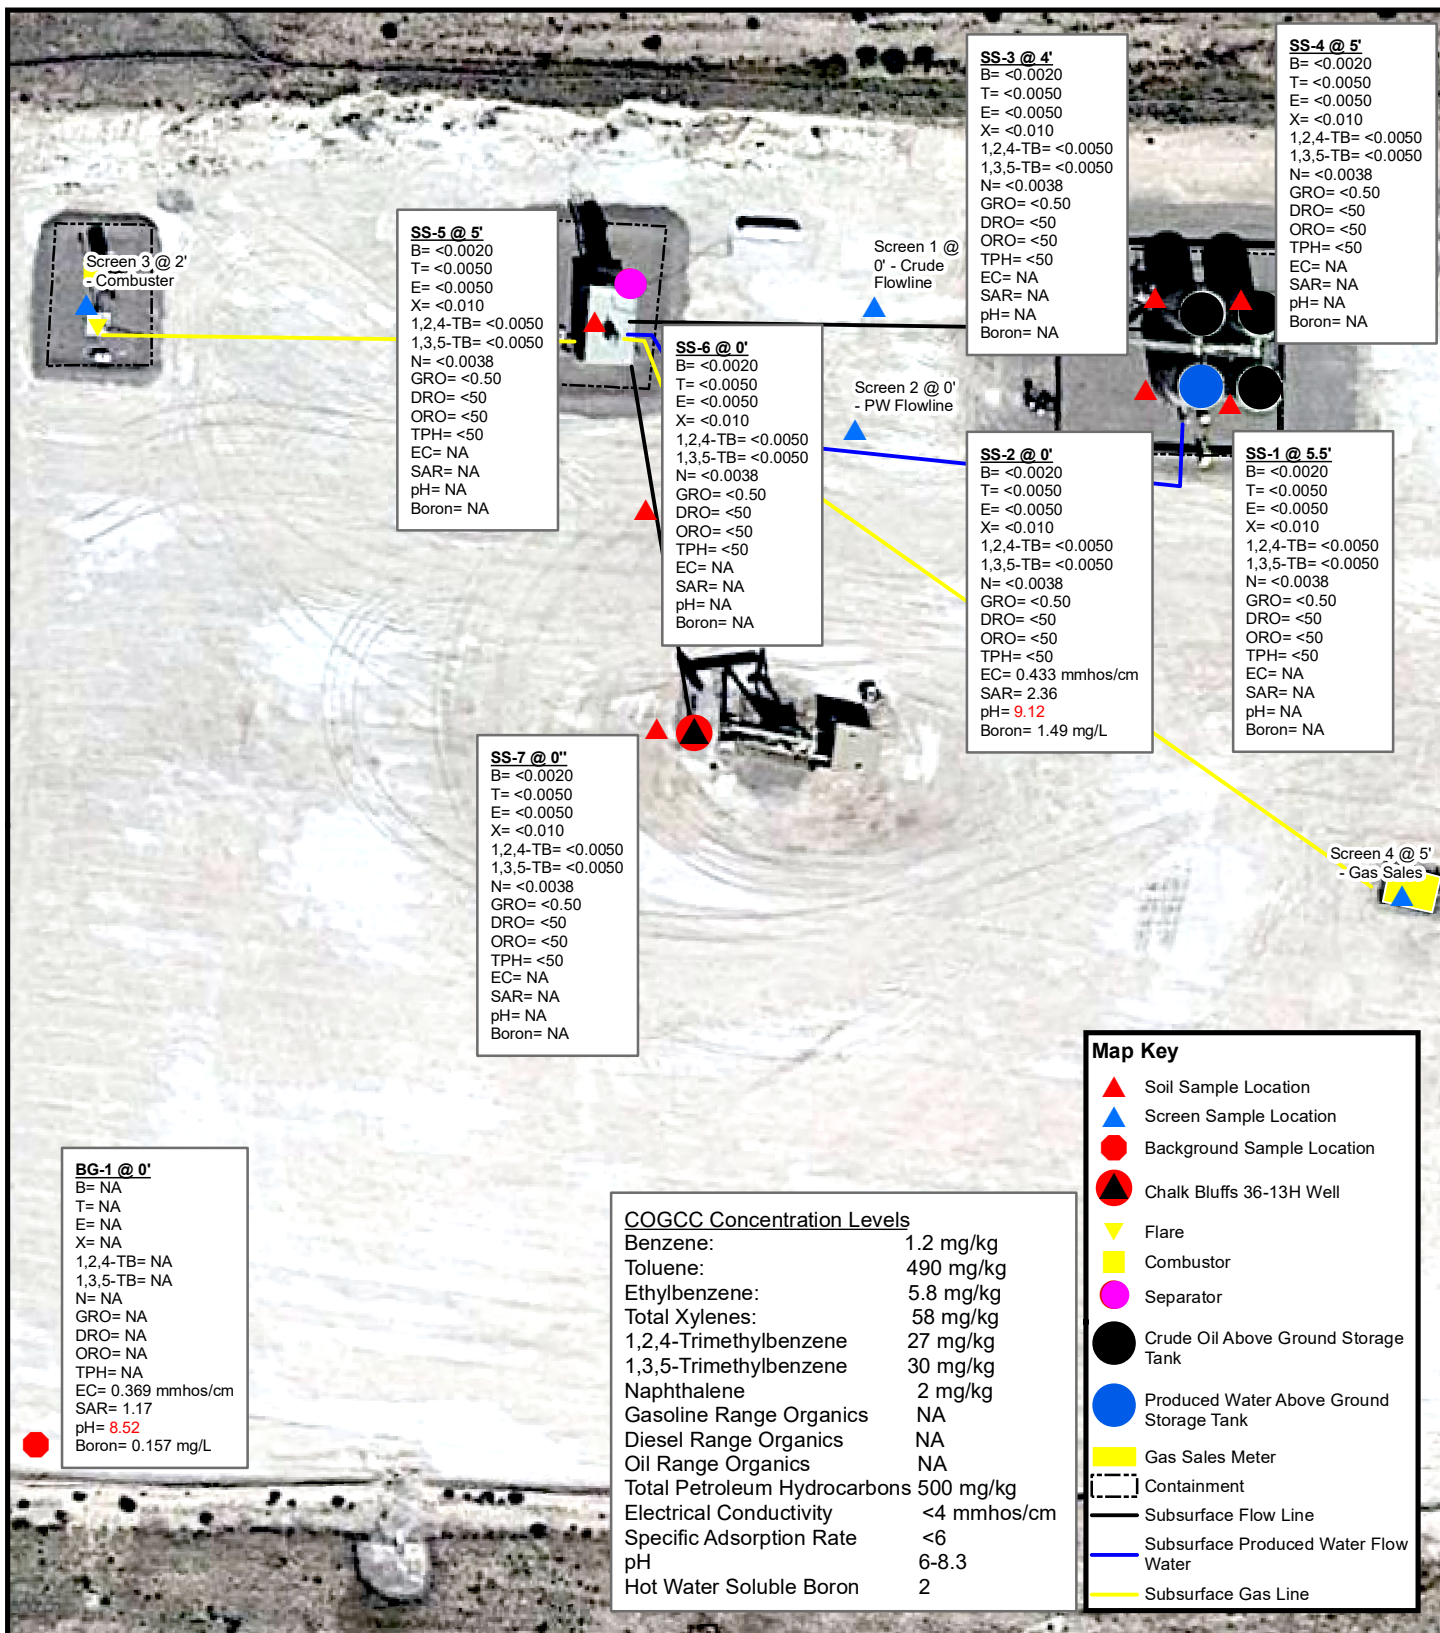 SS-3 @ 4'
B= <0.0020
T= <0.0050
E= <0.0050
X= <0.010
1,2,4-TB= <0.0050
1,3,5-TB= <0.0050
N= <0.0038
GRO= <0.50
DRO= <50
ORO= <50
TPH= <50
EC= NA
SAR= NA
pH= NA
Boron= NA
SS-4 @ 5'
B= <0.0020
T= <0.0050
E= <0.0050
X= <0.010
1,2,4-TB= <0.0050
1,3,5-TB= <0.0050
N= <0.0038
GRO= <0.50
DRO= <50
ORO= <50
TPH= <50
EC= NA
SAR= NA
pH= NA
Boron= NA
Screen 3 @ 2'
- Combuster
SS-5 @ 5'
B= <0.0020
T= <0.0050
E= <0.0050
X= <0.010
1,2,4-TB= <0.0050
1,3,5-TB= <0.0050
N= <0.0038
GRO= <0.50
DRO= <50
ORO= <50
TPH= <50
EC= NA
SAR= NA
pH= NA
Boron= NA
Screen 1 @
0' - Crude
Flowline
SS-6 @ 0'
B= <0.0020
T= <0.0050
E= <0.0050
X= <0.010
1,2,4-TB= <0.0050
1,3,5-TB= <0.0050
N= <0.0038
GRO= <0.50
DRO= <50
ORO= <50
TPH= <50
EC= NA
SAR= NA
pH= NA
Boron= NA
Screen 2 @ 0'
- PW Flowline
SS-2 @ 0'
B= <0.0020
T= <0.0050
E= <0.0050
X= <0.010
1,2,4-TB= <0.0050
1,3,5-TB= <0.0050
N= <0.0038
GRO= <0.50
DRO= <50
ORO= <50
TPH= <50
EC= 0.433 mmhos/cm
SAR= 2.36
pH= 9.12
Boron= 1.49 mg/L
SS-1 @ 5.5'
B= <0.0020
T= <0.0050
E= <0.0050
X= <0.010
1,2,4-TB= <0.0050
1,3,5-TB= <0.0050
N= <0.0038
GRO= <0.50
DRO= <50
ORO= <50
TPH= <50
EC= NA
SAR= NA
pH= NA
Boron= NA
SS-7 @ 0"
B= <0.0020
T= <0.0050
E= <0.0050
X= <0.010
1,2,4-TB= <0.0050
1,3,5-TB= <0.0050
N= <0.0038
GRO= <0.50
DRO= <50
ORO= <50
TPH= <50
EC= NA
SAR= NA
pH= NA
Boron= NA
Screen 4 @ 5'
- Gas Sales
BG-1 @ 0'
B= NA
T= NA
E= NA
X= NA
1,2,4-TB= NA
1,3,5-TB= NA
N= NA
GRO= NA
DRO= NA
ORO= NA
TPH= NA
EC= 0.369 mmhos/cm
SAR= 1.17
pH= 8.52
Boron= 0.157 mg/L
COGCC Concentration Levels
Benzene: 1.2 mg/kg
Toluene: 490 mg/kg
Ethylbenzene: 5.8 mg/kg
Total Xylenes: 58 mg/kg
1,2,4-Trimethylbenzene 27 mg/kg
1,3,5-Trimethylbenzene 30 mg/kg
Naphthalene 2 mg/kg
Gasoline Range Organics NA
Diesel Range Organics NA
Oil Range Organics NA
Total Petroleum Hydrocarbons 500 mg/kg
Electrical Conductivity <4 mmhos/cm
Specific Adsorption Rate <6
pH 6-8.3
Hot Water Soluble Boron 2
Map Key
Soil Sample Location
Screen Sample Location
Background Sample Location
Chalk Bluffs 36-13H Well
Flare
Combustor
Separator
Crude Oil Above Ground Storage
Tank
Produced Water Above Ground
Storage Tank
Gas Sales Meter
Containment
Subsurface Flow Line
Subsurface Produced Water Flow
Water
Subsurface Gas Line